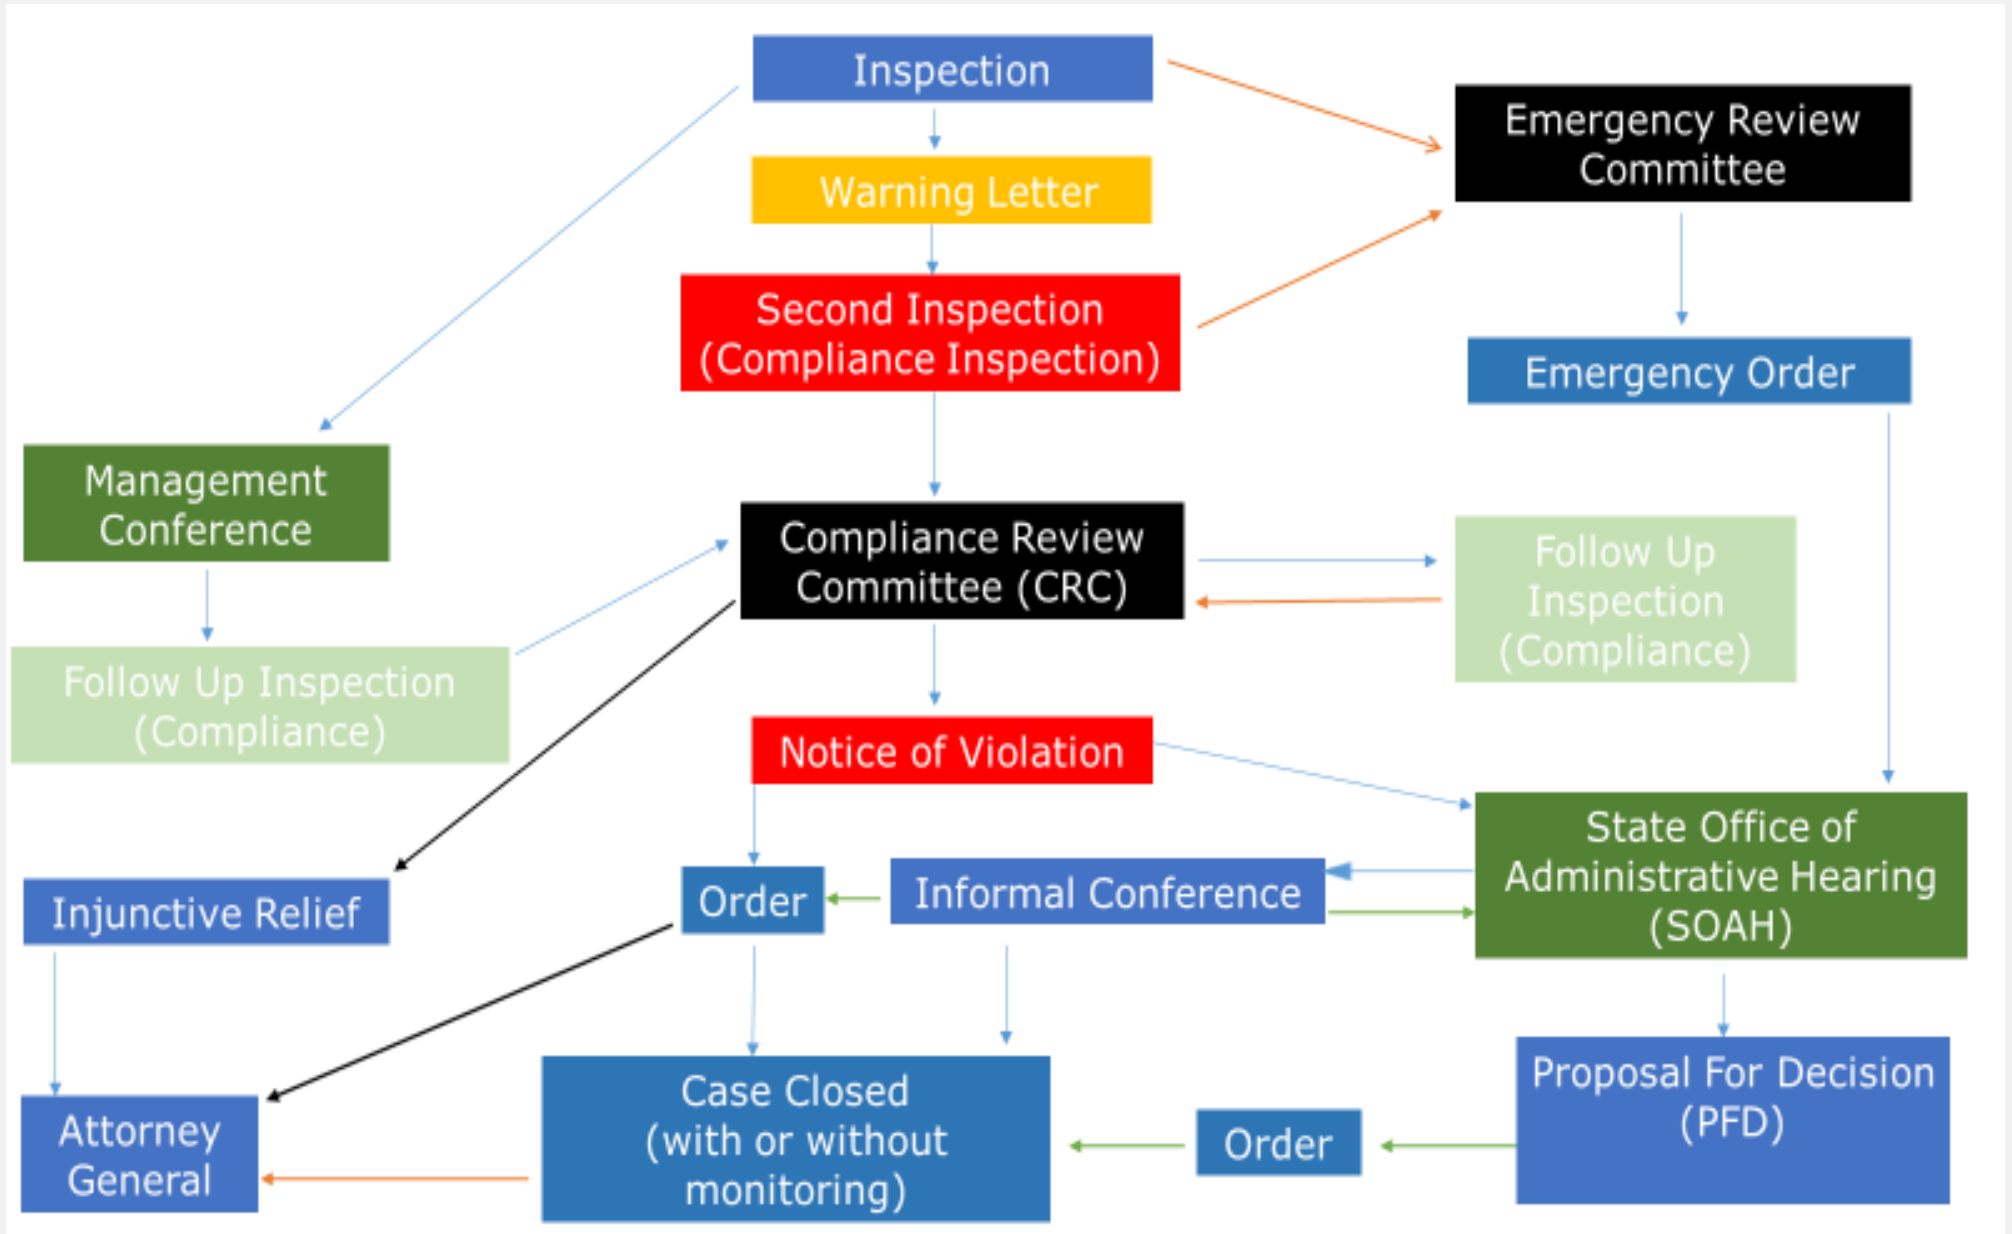 Inspection
Emergency Review
Committee
Warning Letter
Second Inspection
(Compliance Inspection)
Emergency Order
Management
Conference
Compliance Review
Committee (CRC)
Follow Up
Inspection
(Compliance)
Follow Up Inspection
(Compliance)
Notice of Violation
State Office of
Administrative Hearing
(SOAH)
Injunctive Relief
Order
Informal Conference
Attorney
General
Case Closed
(with or without
monitoring)
Order
Proposal For Decision
(PFD)